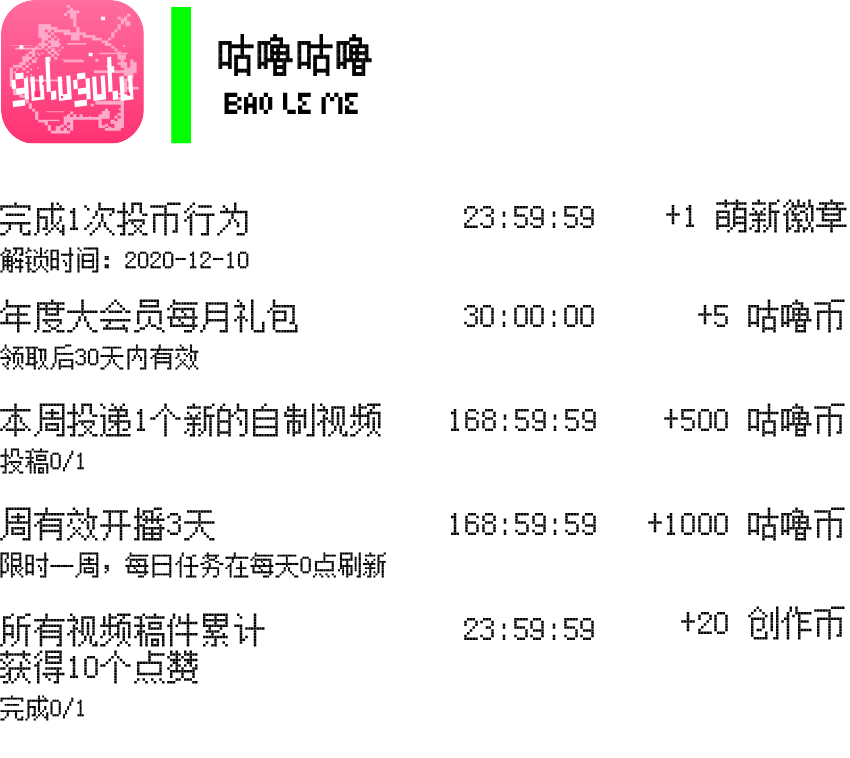 gulugulu
咕噜咕噜
BAO LE ME
完成1次投币行为 23:59:59 +1 萌新徽章
解锁时间：2020-12-10
年度大会员每月礼包 30:00:00 +5 咕噜币
领取后30天内有效
本周投递1个新的自制视频 168:59:59 +500 咕噜币
投稿0/1
周有效开播3天 168:59:59 +1000 咕噜币
限时一周，每日任务在每天0点刷新
所有视频稿件累计 23:59:59 +20 创作币
获得10个点赞
完成0/1